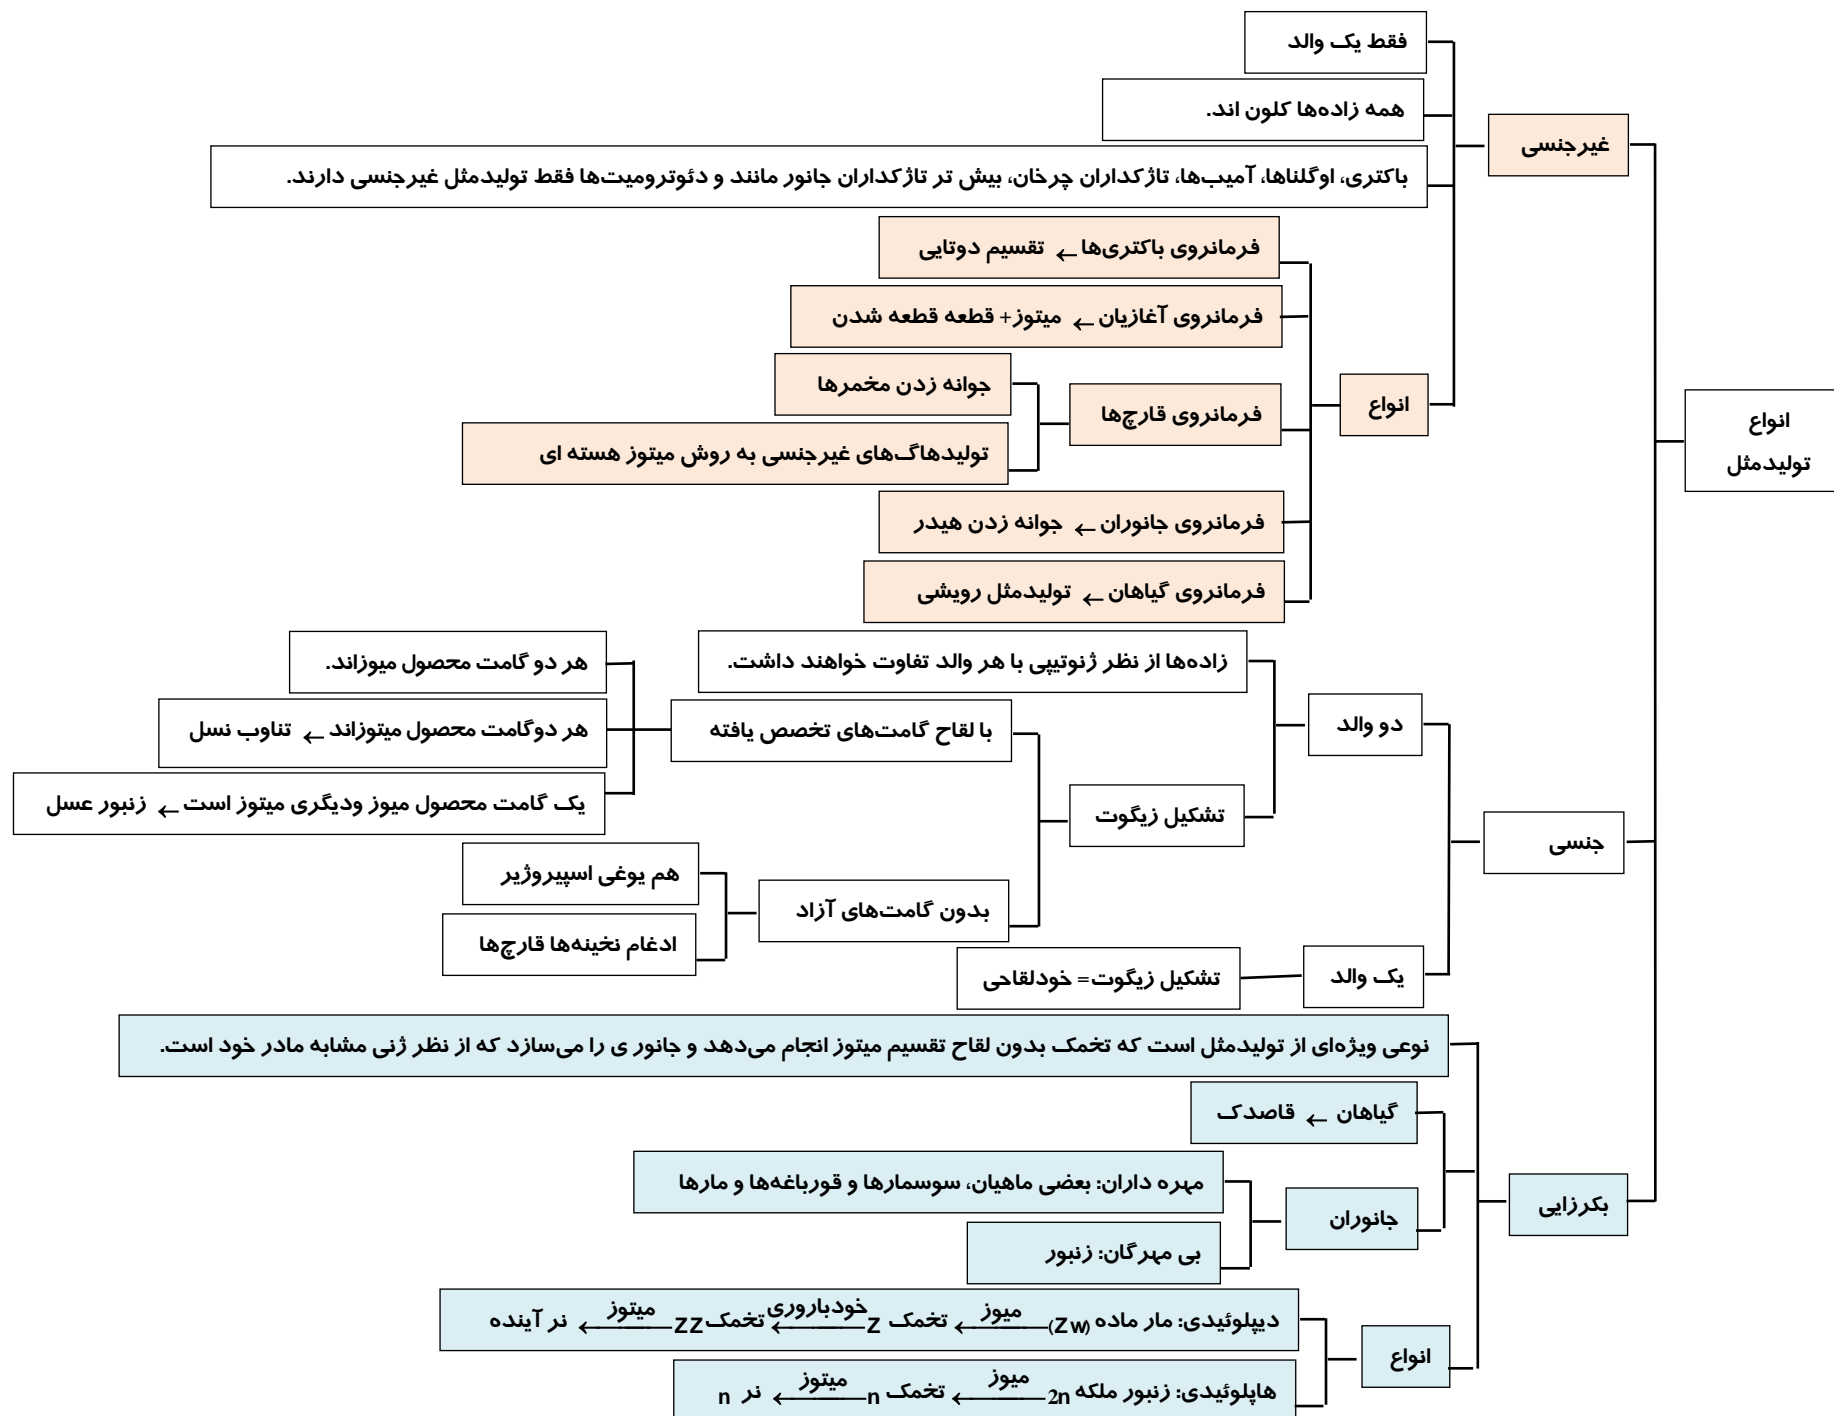 فقط یک والد
همه زاده‌ها کلون اند.
غیرجنسی
باکتری، اوگلناها، آمیب‌ها، تاژکداران چرخان، بیش تر تاژکداران جانور مانند و دئوترومیت‌ها فقط تولیدمثل غیرجنسی دارند.
فرمانروی باکتری‌ها ← تقسیم دوتایی
فرمانروی آغازیان ← میتوز+ قطعه قطعه شدن
جوانه زدن مخمرها
انواع
فرمانروی قارچ‌ها
تولیدهاگ‌های غیرجنسی به روش میتوز هسته ای
انواع
تولیدمثل
فرمانروی جانوران ← جوانه زدن هیدر
فرمانروی گیاهان ← تولیدمثل رویشی
زاده‌ها از نظر ژنوتیپی با هر والد تفاوت خواهند داشت.
هر دو گامت محصول میوزاند.
دو والد
با لقاح گامت‌های تخصص یافته
هر دوگامت محصول میتوزاند ← تناوب نسل
یک گامت محصول میوز ودیگری میتوز است ← زنبور عسل
تشکیل زیگوت
جنسی
هم یوغی اسپیروژیر
بدون گامت‌های آزاد
ادغام نخینه‌ها قارچ‌ها
یک والد
تشکیل زیگوت= خودلقاحی
نوعی ویژه‌ای از تولیدمثل است که تخمک بدون لقاح تقسیم میتوز انجام می‌دهد و جانور ی را می‌سازد که از نظر ژنی مشابه مادر خود است.
گیاهان ← قاصدک
مهره داران: بعضی ماهیان، سوسمارها و قورباغه‌ها و مارها
بکرزایی
جانوران
بی مهرگان: زنبور
دیپلوئیدی: مار ماده (Zw) ←میوز تخمک Z ←خودباروری تخمک ZZ ←میتوز نر آینده
انواع
هاپلوئیدی: زنبور ملکه 2n ←میوز تخمک n ←میتوز نر n